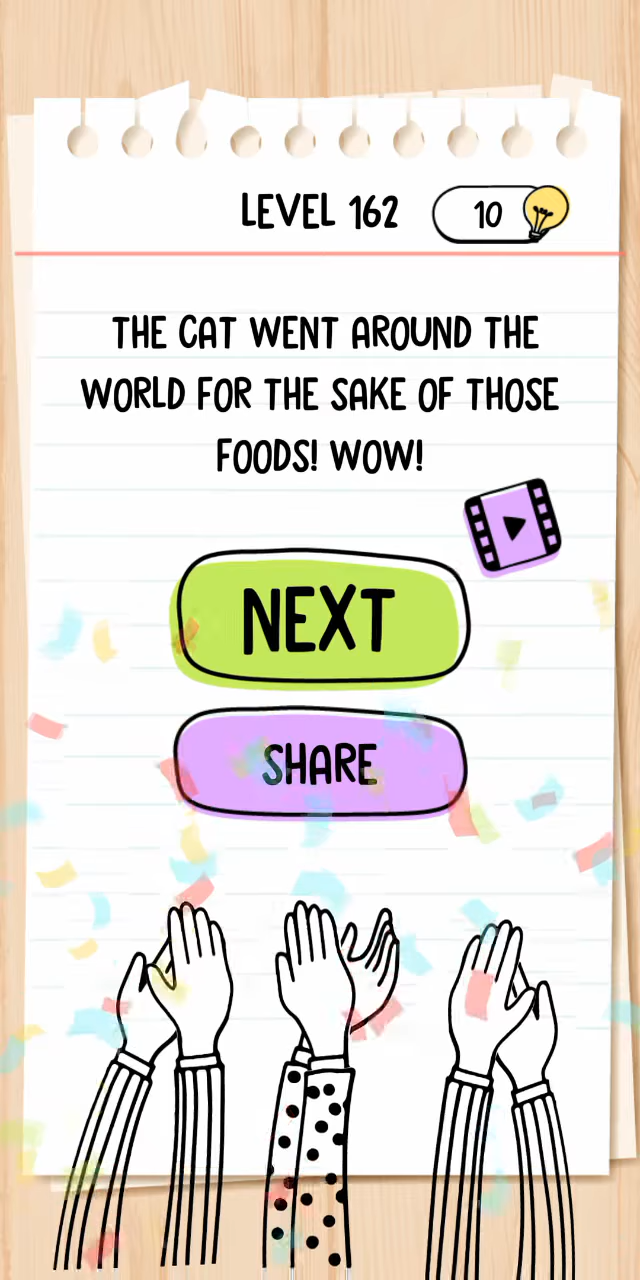 LEVEL 162
10
THE CAT WENT AROUND THE
WORLD FOR THE SAKE OF THOSE
FOODS! WOW!
NEXT
SHARE